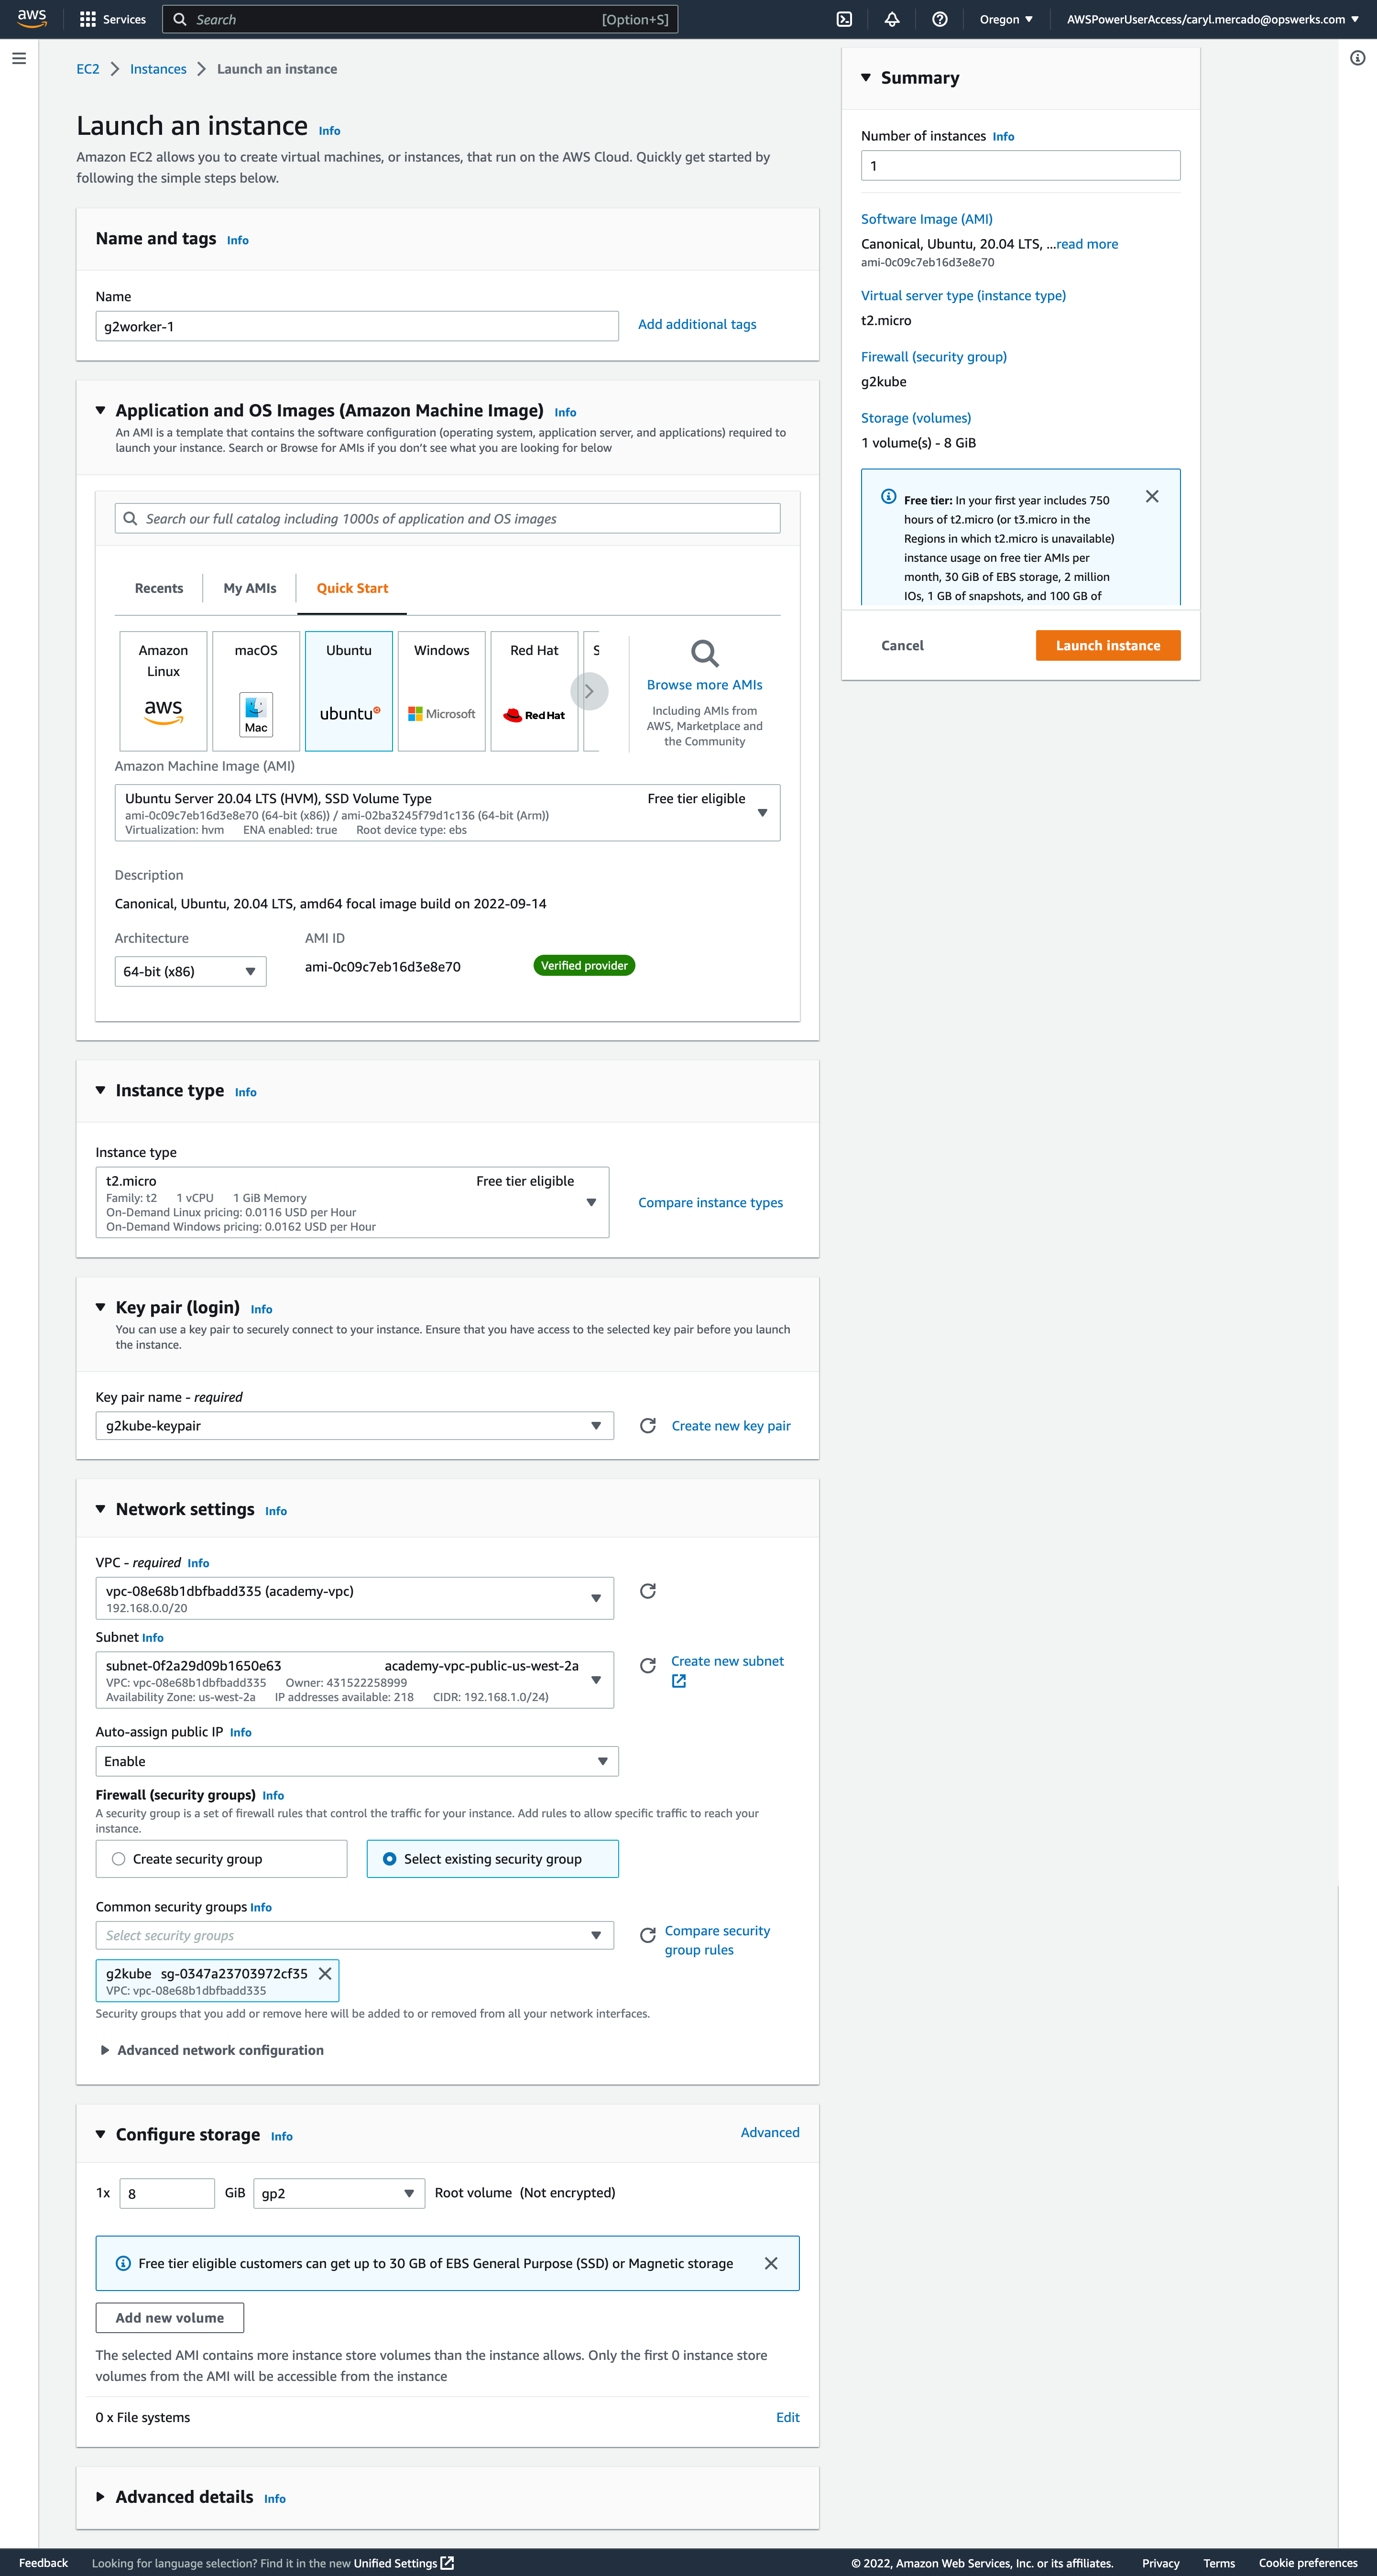 aws
Services
Search
[Option+S]
Oregon
AWSPowerUserAccess/caryl.mercado@opswerks.com
EC2
Instances
Launch an instance
Launch an instance Info
Amazon EC2 allows you to create virtual machines, or instances, that run on the AWS Cloud. Quickly get started by
following the simple steps below.
Name and tags Info
Name
g2worker-1
Add additional tags
Application and OS Images (Amazon Machine Image) Info
An AMI is a template that contains the software configuration (operating system, application server, and applications) required to
launch your instance. Search or Browse for AMIs if you don't see what you are looking for below
Search our full catalog including 1000s of application and OS images
Recents
My AMIs
Quick Start
Amazon
Linux
aws
macOS
Mac
Ubuntu
ubuntu
Windows
Microsoft
Red Hat
Red Hat
S
Browse more AMIs
Including AMIs from
AWS, Marketplace and
the Community
Amazon Machine Image (AMI)
Ubuntu Server 20.04 LTS (HVM), SSD Volume Type
Free tier eligible
ami-0c09c7eb16d3e8e70 (64-bit (x86)) / ami-02ba3245f79d1c136 (64-bit (Arm))
Virtualization: hvm ENA enabled: true Root device type: ebs
Description
Canonical, Ubuntu, 20.04 LTS, amd64 focal image build on 2022-09-14
Architecture
AMI ID
64-bit (x86)
ami-0c09c7eb16d3e8e70
Verified provider
Instance type Info
Instance type
t2.micro
Free tier eligible
Family: t2 1 vCPU 1 GiB Memory
On-Demand Linux pricing: 0.0116 USD per Hour
On-Demand Windows pricing: 0.0162 USD per Hour
Compare instance types
Key pair (login) Info
You can use a key pair to securely connect to your instance. Ensure that you have access to the selected key pair before you launch
the instance.
Key pair name - required
g2kube-keypair
Create new key pair
Network settings Info
VPC - required Info
vpc-08e68b1dbfbadd335 (academy-vpc)
192.168.0.0/20
Subnet Info
subnet-0f2a29d09b1650e63
academy-vpc-public-us-west-2a
VPC: vpc-08e68b1dbfbadd335 Owner: 431522258999
Availability Zone: us-west-2a IP addresses available: 218 CIDR: 192.168.1.0/24)
Create new subnet
Auto-assign public IP Info
Enable
Firewall (security groups) Info
A security group is a set of firewall rules that control the traffic for your instance. Add rules to allow specific traffic to reach your
instance.
Create security group
Select existing security group
Common security groups Info
Select security groups
Compare security
group rules
g2kube sg-0347a23703972cf35
VPC: vpc-08e68b1dbfbadd335
Security groups that you add or remove here will be added to or removed from all your network interfaces.
Advanced network configuration
Configure storage Info
Advanced
1x
8
GiB
gp2
Root volume (Not encrypted)
Free tier eligible customers can get up to 30 GB of EBS General Purpose (SSD) or Magnetic storage
Add new volume
The selected AMI contains more instance store volumes than the instance allows. Only the first 0 instance store
volumes from the AMI will be accessible from the instance
0 x File systems
Edit
Advanced details Info
Summary
Number of instances Info
1
Software Image (AMI)
Canonical, Ubuntu, 20.04 LTS, ...read more
ami-0c09c7eb16d3e8e70
Virtual server type (instance type)
t2.micro
Firewall (security group)
g2kube
Storage (volumes)
1 volume(s) - 8 GiB
Free tier: In your first year includes 750
hours of t2.micro (or t3.micro in the
Regions in which t2.micro is unavailable)
instance usage on free tier AMIs per
month, 30 GiB of EBS storage, 2 million
IOs, 1 GB of snapshots, and 100 GB of
Cancel
Launch instance
Feedback
Looking for language selection? Find it in the new Unified Settings
© 2022, Amazon Web Services, Inc. or its affiliates.
Privacy
Terms
Cookie preferences